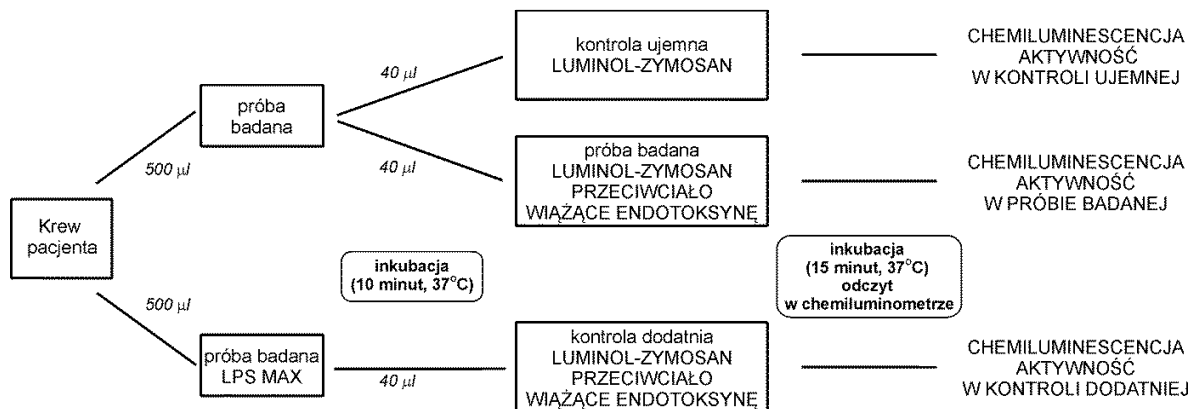 kontrola ujemna
LUMINOL-ZYMOSAN
CHEMILUMINESCENCJA
AKTYWNOŚĆ
W KONTROLI UJEMNEJ
40 µl
próba
badana
500 µl
40 µl
próba badana
LUMINOL-ZYMOSAN
PRZECIWCIAŁO
WIĄŻĄCE ENDOTOKSYNĘ
CHEMILUMINESCENCJA
AKTYWNOŚĆ
W PRÓBIE BADANEJ
Krew
pacjenta
inkubacja
(10 minut, 37°C)
inkubacja
(15 minut, 37°C)
odczyt
w chemiluminometrze
500 µl
próba badana
LPS MAX
40 µl
kontrola dodatnia
LUMINOL-ZYMOSAN
PRZECIWCIAŁO
WIĄŻĄCE ENDOTOKSYNĘ
CHEMILUMINESCENCJA
AKTYWNOŚĆ
W KONTROLI DODATNIEJ